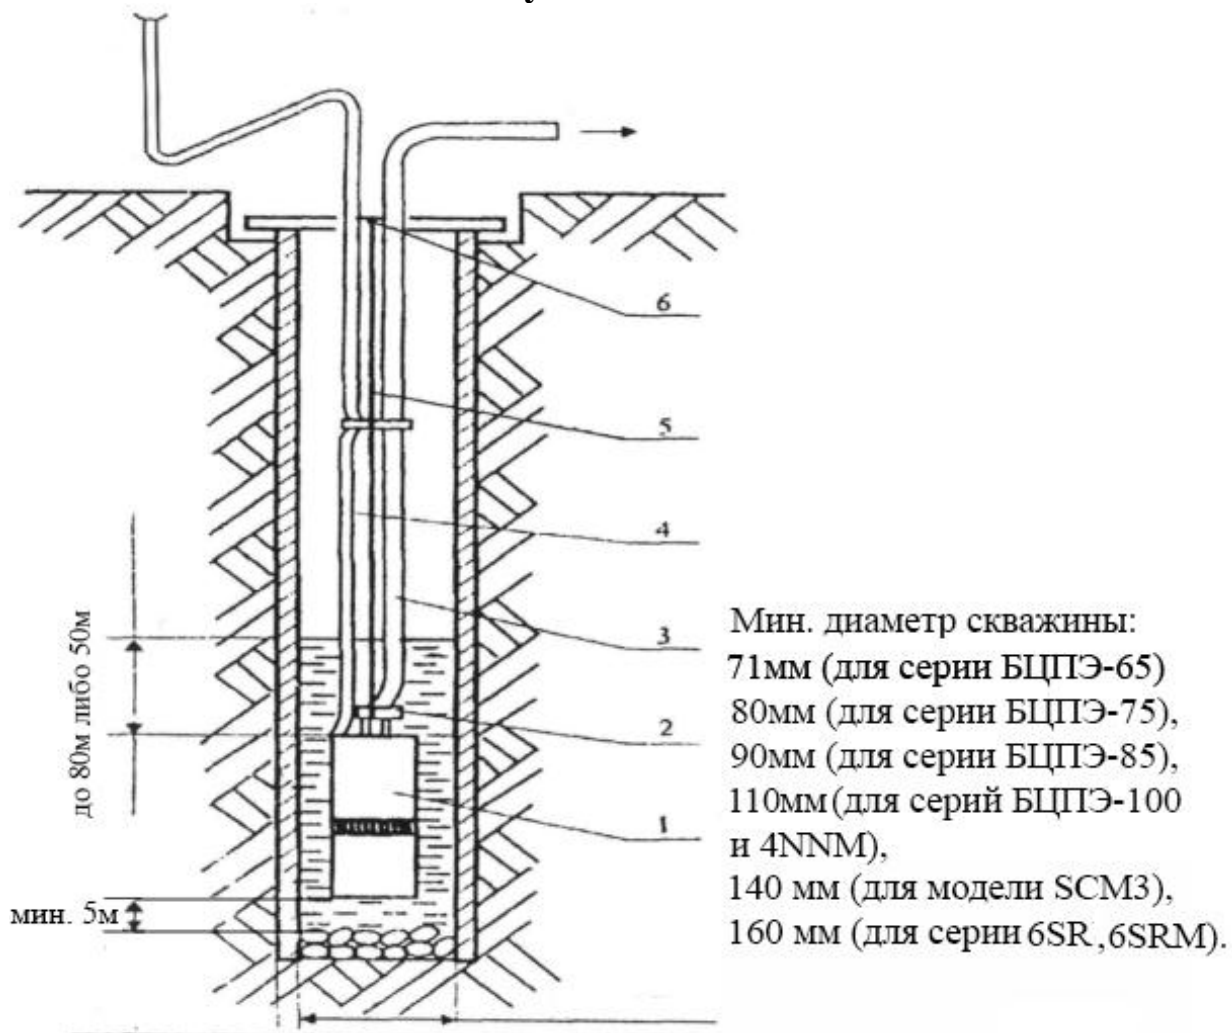 6
5
4
3
2
1
до 80м либо 50м
мин. 5м
Мин. диаметр скважины:
71мм (для серии БЦПЭ-65)
80мм (для серии БЦПЭ-75),
90мм (для серии БЦПЭ-85),
110мм (для серий БЦПЭ-100
и 4NNM),
140 мм (для модели SCM3),
160 мм (для серии 6SR,6SRM).